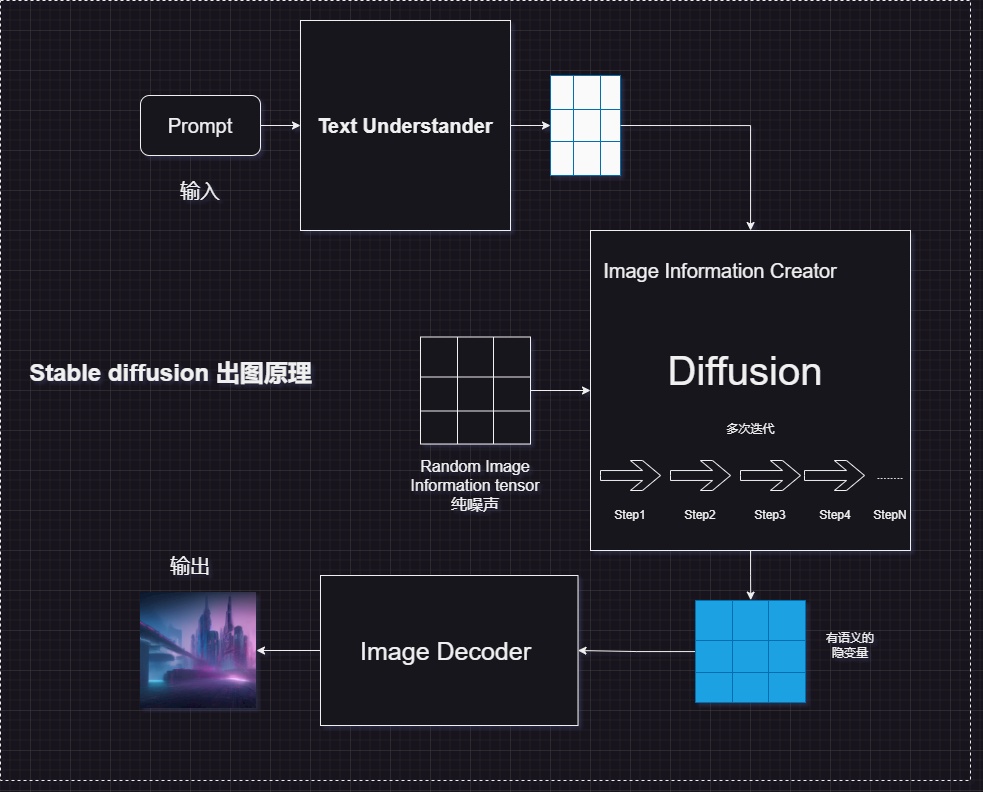 Prompt
输入
Text Understander
Image Information Creator
Diffusion
多次迭代
Step1
Step2
Step3
Step4
........
StepN
Stable diffusion 出图原理
Random Image
Information tensor
纯噪声
输出
Image Decoder
有语义的
隐变量